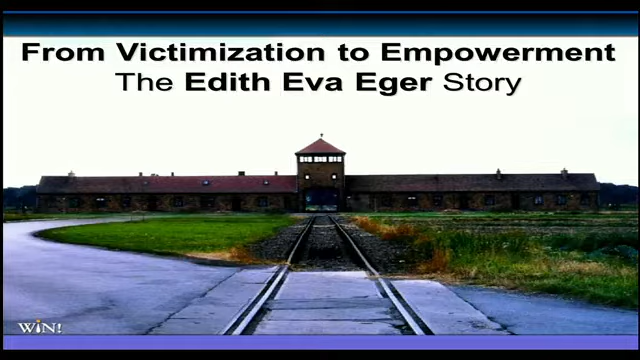 From Victimization to Empowerment
The Edith Eva Eger Story
WiN!